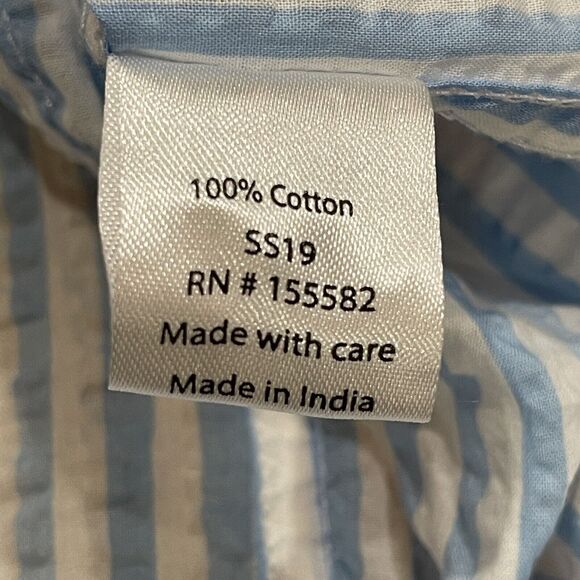 100% Cotton
SS19
RN # 155582
Made with care
Made in India